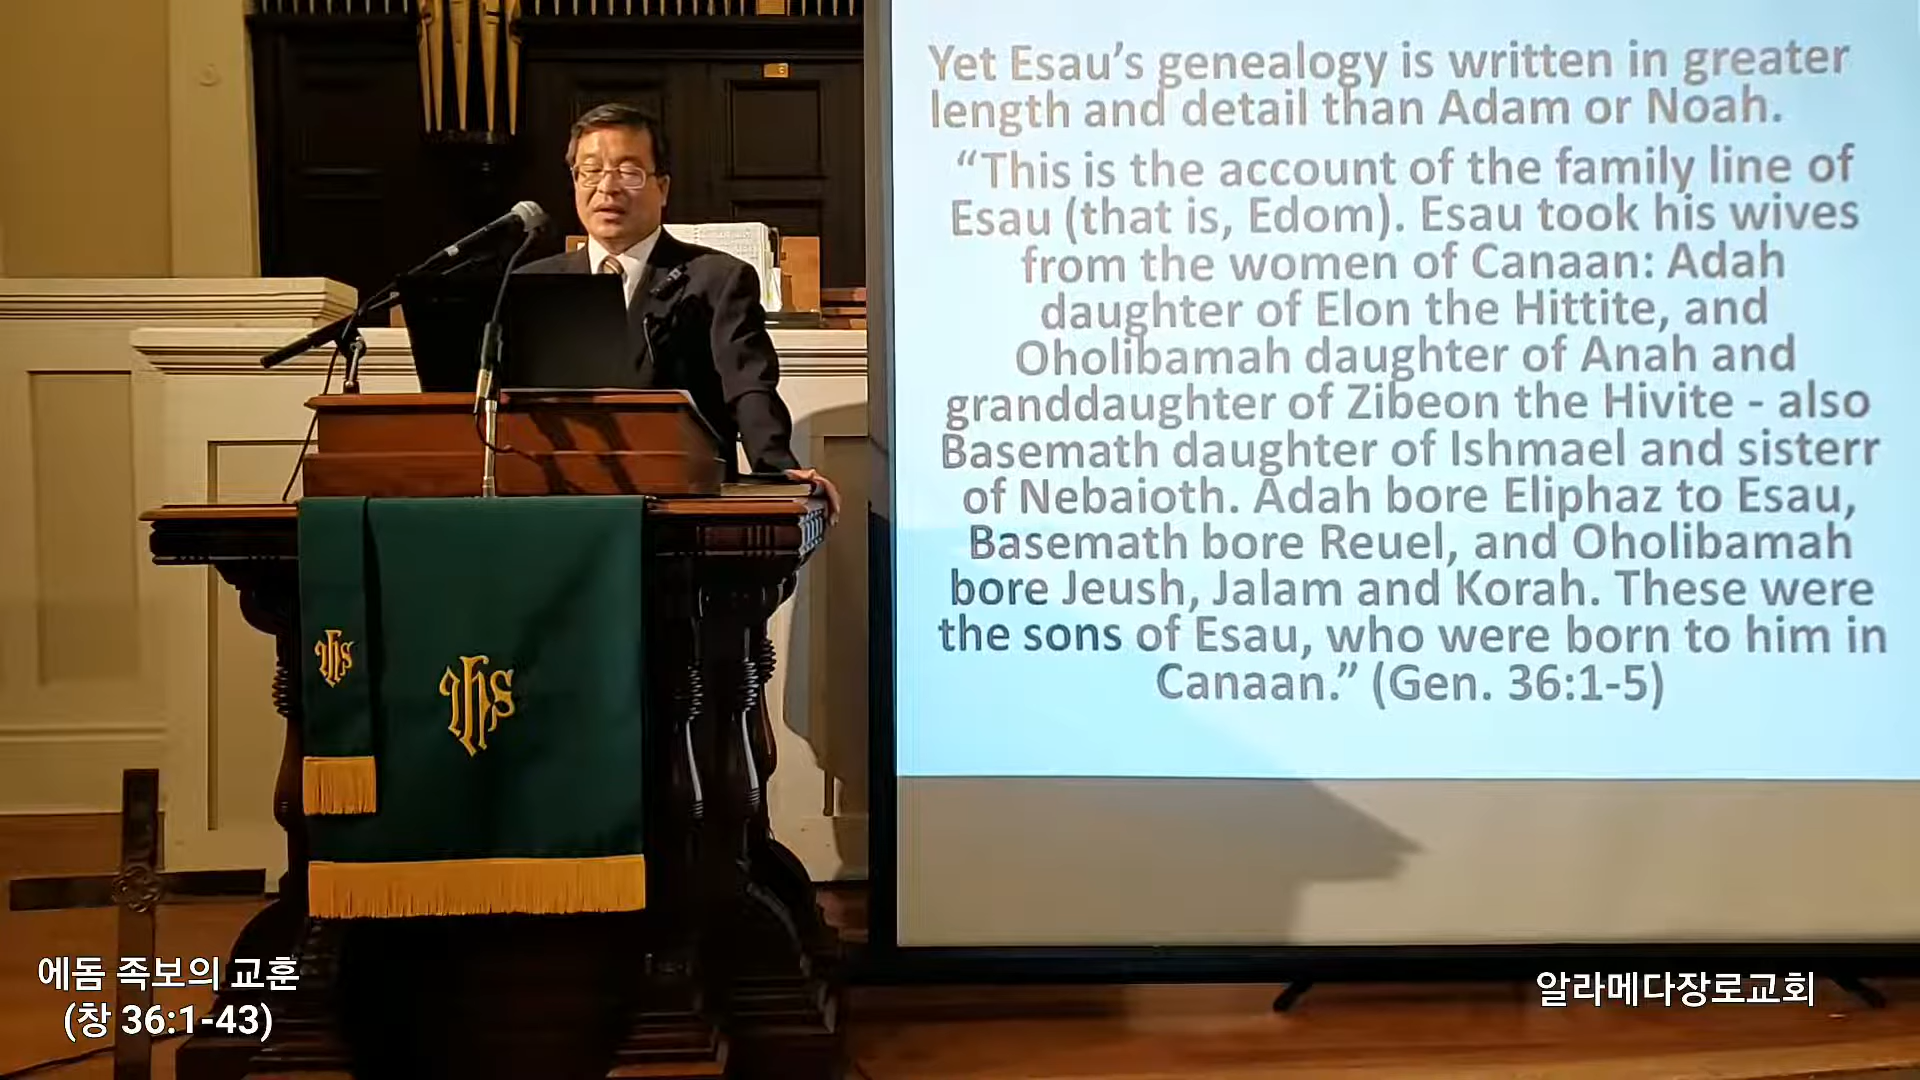 Yet Esau’s genealogy is written in greater
length and detail than Adam or Noah.
“This is the account of the family line of
Esau (that is, Edom). Esau took his wives
from the women of Canaan: Adah
daughter of Elon the Hittite, and
Oholibamah daughter of Anah and
granddaughter of Zibeon the Hivite - also
Basemath daughter of Ishmael and sisterr
of Nebaioth. Adah bore Eliphaz to Esau,
Basemath bore Reuel, and Oholibamah
bore Jeush, Jalam and Korah. These were
the sons of Esau, who were born to him in
Canaan.” (Gen. 36:1-5)
ihs
ihs
에돔 족보의 교훈
(창 36:1-43)
알라메다장로교회